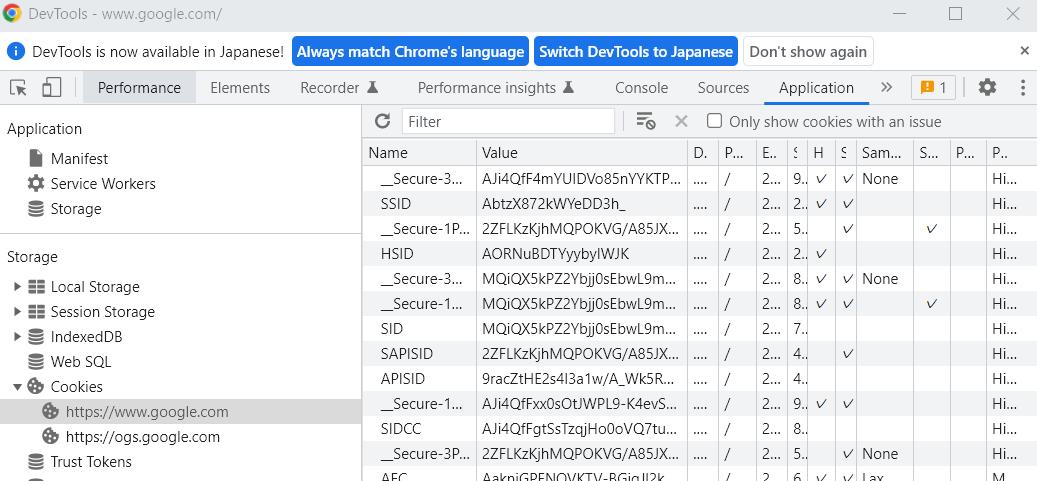 DevTools - www.google.com/
DevTools is now available in Japanese! Always match Chrome's language Switch DevTools to Japanese Don't show again
Performance Elements Recorder Performance insights Console Sources Application 1
Application
Manifest
Service Workers
Storage
Storage
Local Storage
Session Storage
IndexedDB
Web SQL
Cookies
https://www.google.com
https://ogs.google.com
Trust Tokens
Filter Only show cookies with an issue
Name Value D. P... E.. S H S Sam... S... P... P..
__Secure-3... AJi4QfF4mYUIDVo85nYYKTP... .... / 2... 9.. ✓ ✓ None Hi...
SSID AbtzX872kWYeDD3h_ .... / 2... 2.. ✓ ✓ Hi...
__Secure-1P... 2ZFLKzKjhMQPOKVG/A85JX... .... / 2... 5.. ✓ ✓ Hi...
HSID AORNuBDTYyybyIWJK .... / 2... 2.. ✓ Hi...
__Secure-3... MQiQX5kPZ2Ybjj0sEbwL9m... .... / 2... 8.. ✓ ✓ None Hi...
__Secure-1... MQiQX5kPZ2Ybjj0sEbwL9m... .... / 2... 8.. ✓ ✓ ✓ Hi...
SID MQiQX5kPZ2Ybjj0sEbwL9m... .... / 2... 7.. Hi...
SAPISID 2ZFLKzKjhMQPOKVG/A85JX... .... / 2... 4.. ✓ Hi...
APISID 9racZtHE2s4I3a1w/A_Wk5R... .... / 2... 4.. Hi...
__Secure-1... AJi4QfFxx0sOtJWPL9-K4evS... .... / 2... 9.. ✓ ✓ Hi...
SIDCC AJi4QfFgtSsTzqjHo0oVQ7tu... .... / 2... 8.. Hi...
__Secure-3P... 2ZFLKzKjhMQPOKVG/A85JX... .... / 2... 5.. ✓ None Hi...